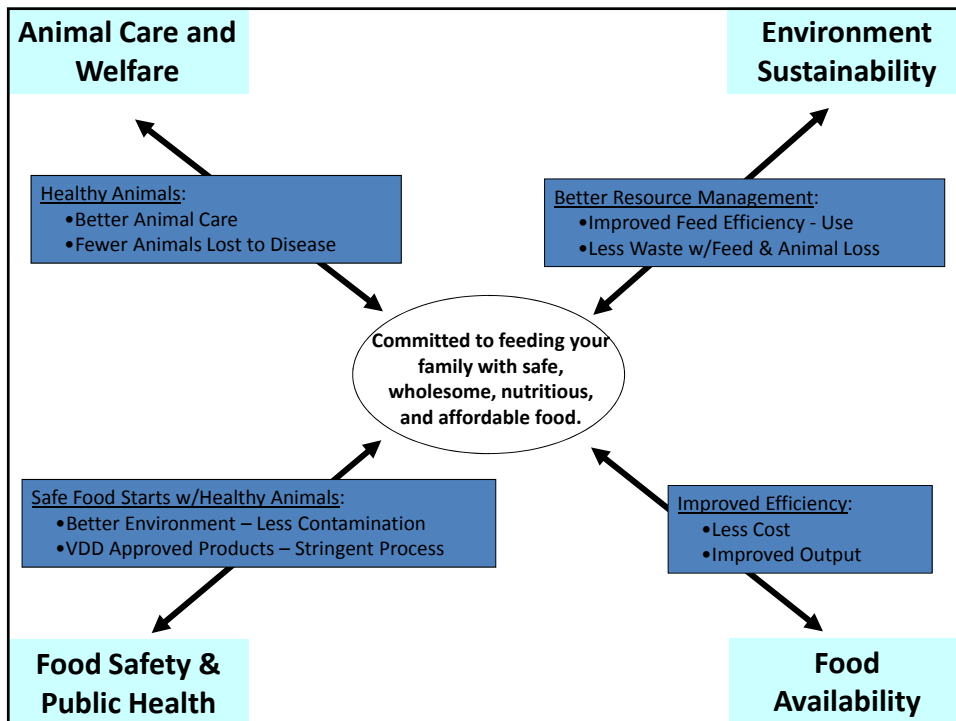 Animal Care and
Welfare
Environment
Sustainability
Healthy Animals:
•Better Animal Care
•Fewer Animals Lost to Disease
Better Resource Management:
•Improved Feed Efficiency - Use
•Less Waste w/Feed & Animal Loss
Committed to feeding your
family with safe,
wholesome, nutritious,
and affordable food.
Safe Food Starts w/Healthy Animals:
•Better Environment – Less Contamination
•VDD Approved Products – Stringent Process
Improved Efficiency:
•Less Cost
•Improved Output
Food Safety &
Public Health
Food
Availability